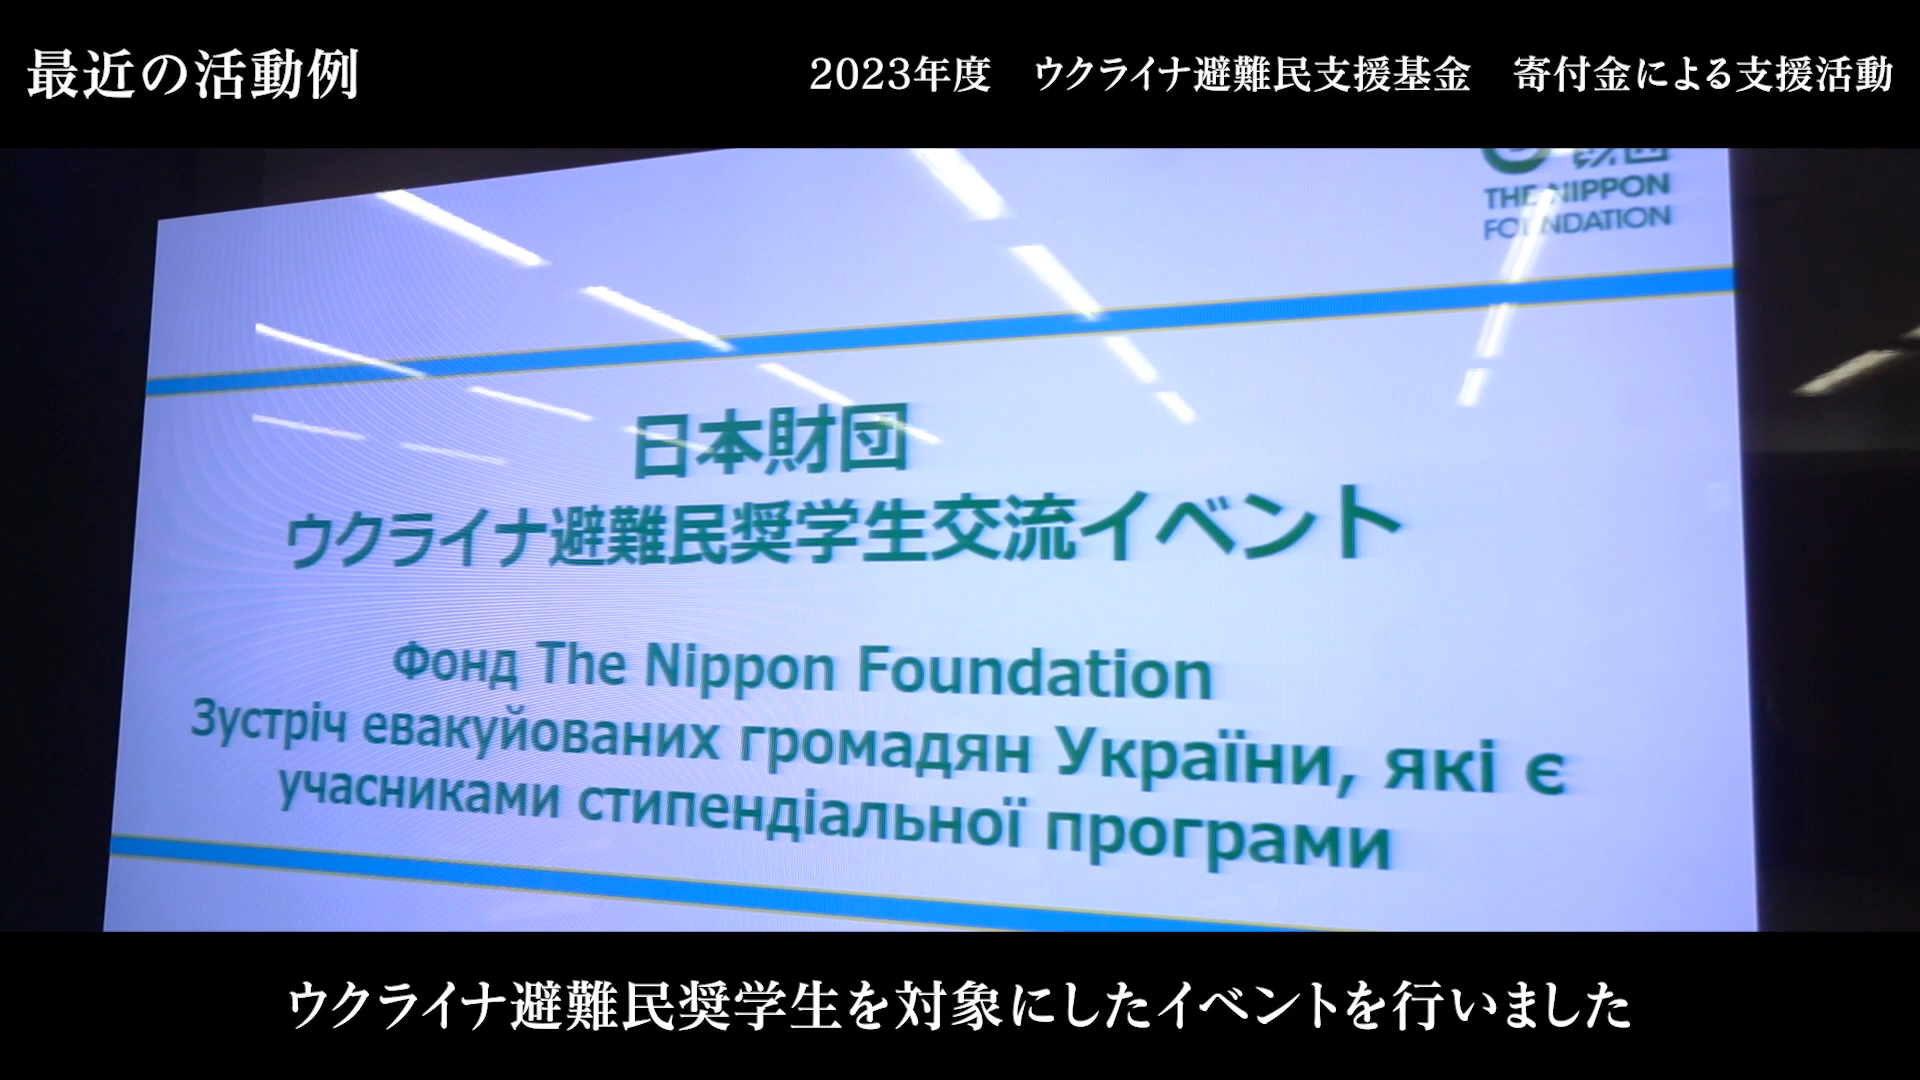 最近の活動例
2023年度　ウクライナ避難民支援基金　寄付金による支援活動
THE NIPPON
FOUNDATION
日本財団
ウクライナ避難民奨学生交流イベント
Фонд The Nippon Foundation
Зустріч евакуйованих громадян України, які є
учасниками стипендіальної програми
ウクライナ避難民奨学生を対象にしたイベントを行いました